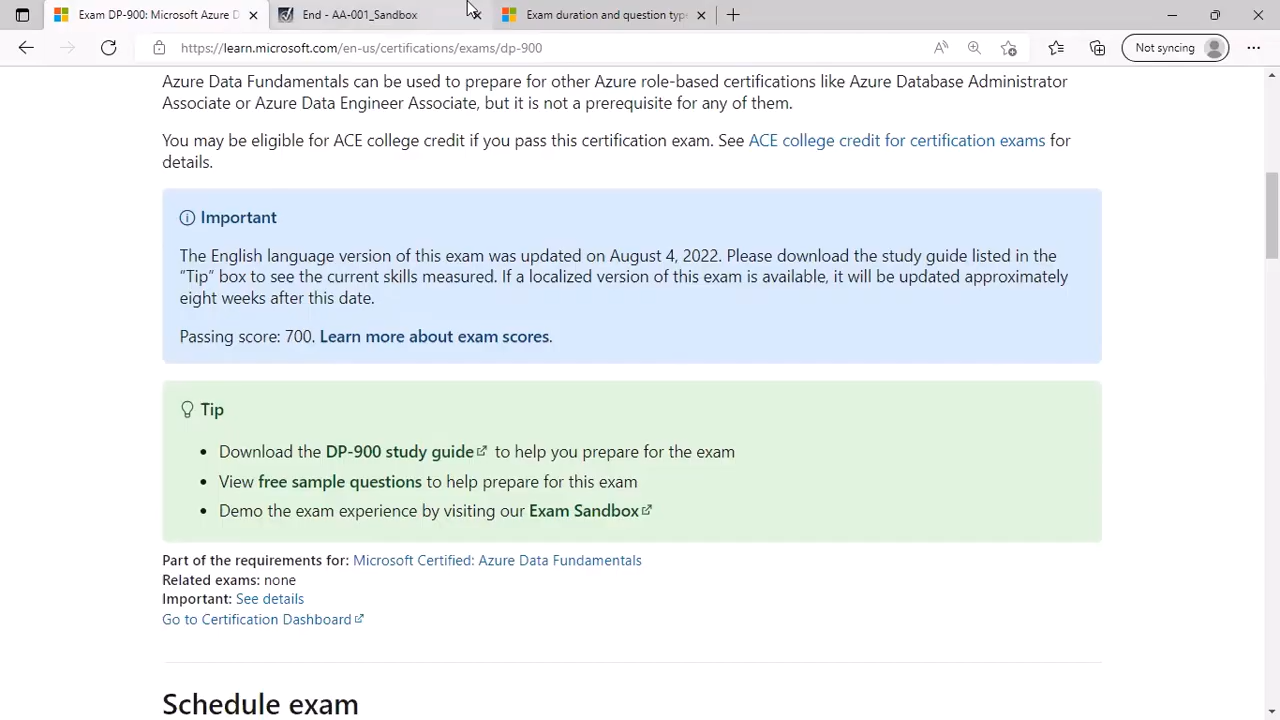 Exam DP-900: Microsoft Azure D
End - AA-001_Sandbox
Exam duration and question type
https://learn.microsoft.com/en-us/certifications/exams/dp-900
Not syncing
Azure Data Fundamentals can be used to prepare for other Azure role-based certifications like Azure Database Administrator
Associate or Azure Data Engineer Associate, but it is not a prerequisite for any of them.
You may be eligible for ACE college credit if you pass this certification exam. See ACE college credit for certification exams for
details.
Important
The English language version of this exam was updated on August 4, 2022. Please download the study guide listed in the
“Tip” box to see the current skills measured. If a localized version of this exam is available, it will be updated approximately
eight weeks after this date.
Passing score: 700. Learn more about exam scores.
Tip
• Download the DP-900 study guide to help you prepare for the exam
• View free sample questions to help prepare for this exam
• Demo the exam experience by visiting our Exam Sandbox
Part of the requirements for: Microsoft Certified: Azure Data Fundamentals
Related exams: none
Important: See details
Go to Certification Dashboard
Schedule exam